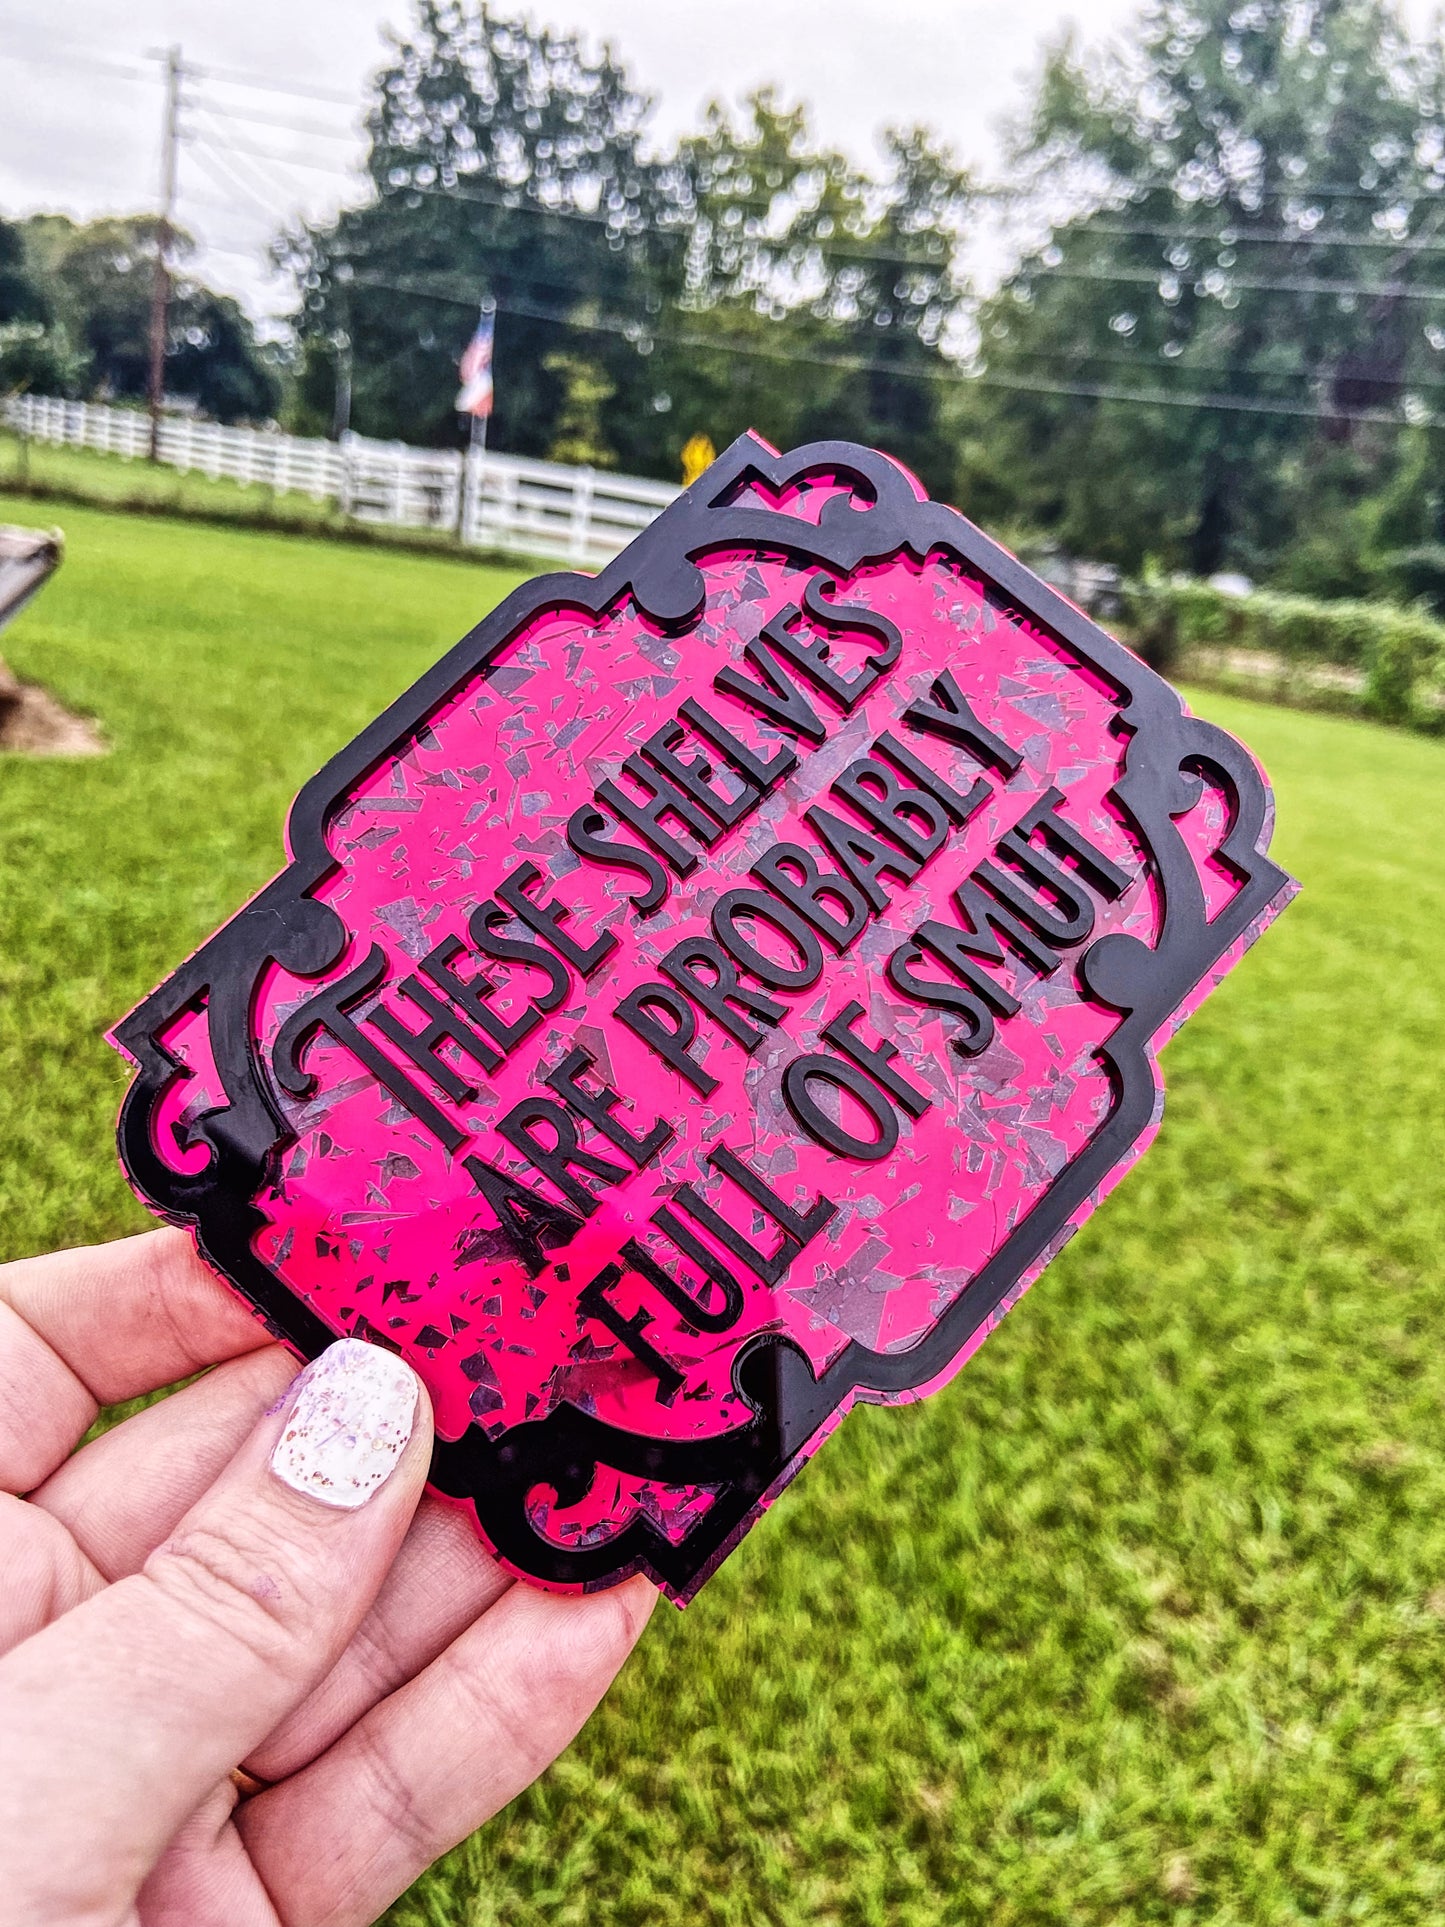 THESE SHELVES
ARE PROBABLY
FULL OF SMUT